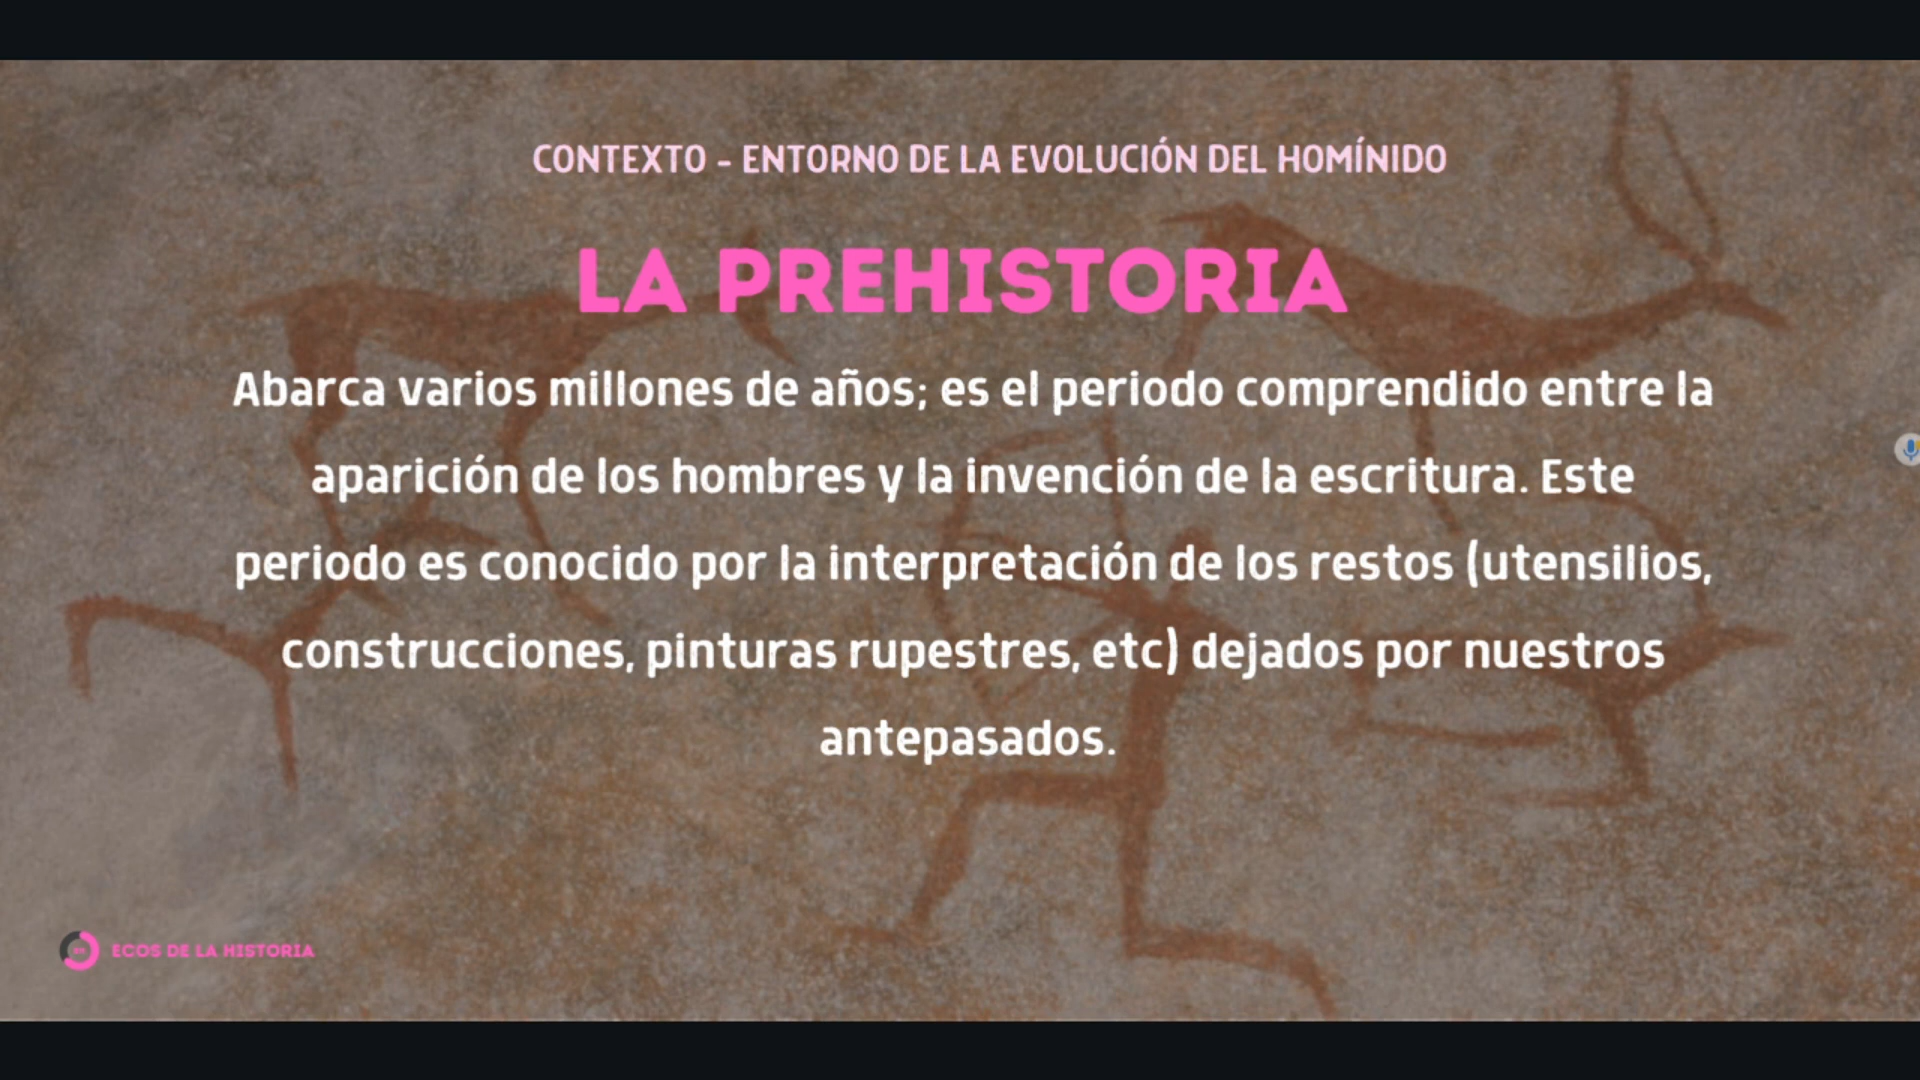 CONTEXTO - ENTORNO DE LA EVOLUCIÓN DEL HOMÍNIDO
LA PREHISTORIA
Abarca varios millones de años; es el periodo comprendido entre la
aparición de los hombres y la invención de la escritura. Este
periodo es conocido por la interpretación de los restos (utensilios,
construcciones, pinturas rupestres, etc) dejados por nuestros
antepasados.
ECOS DE LA HISTORIA